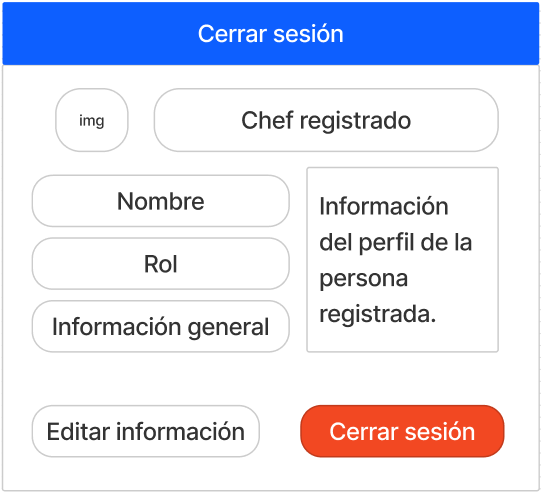 Cerrar sesión
img
Chef registrado
Nombre
Rol
Información general
Información
del perfil de la
persona
registrada.
Editar información
Cerrar sesión